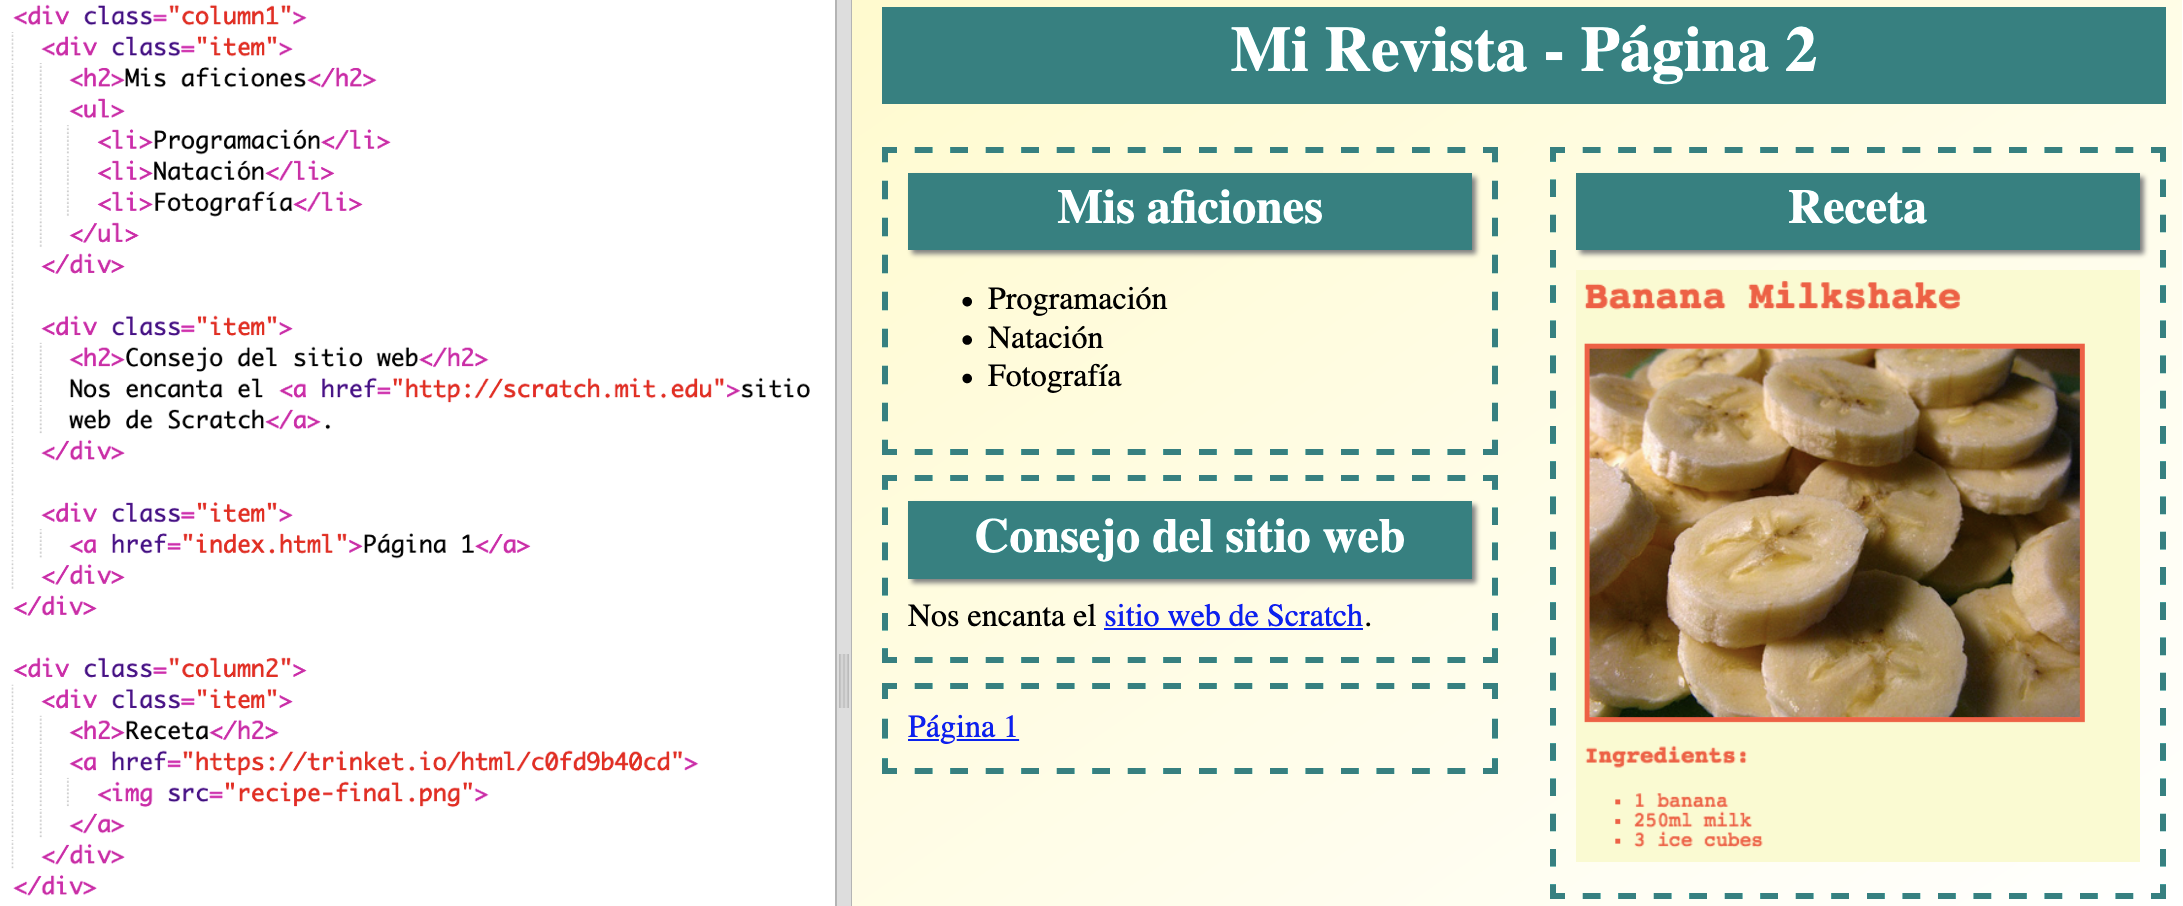 <div class="column1">
<div class="item">
<h2>Mis aficiones</h2>
<ul>
<li>Programación</li>
<li>Natación</li>
<li>Fotografía</li>
</ul>
</div>
<div class="item">
<h2>Consejo del sitio web</h2>
Nos encanta el <a href="http://scratch.mit.edu">sitio
web de Scratch</a>.
</div>
<div class="item">
<a href="index.html">Página 1</a>
</div>
</div>
<div class="column2">
<div class="item">
<h2>Receta</h2>
<a href="https://trinket.io/html/c0fd9b40cd">
<img src="recipe-final.png">
</a>
</div>
</div>
Mi Revista - Página 2
Mis aficiones
• Programación
• Natación
• Fotografía
Consejo del sitio web
Nos encanta el sitio web de Scratch.
Página 1
Receta
Banana Milkshake
Ingredients:
▪ 1 banana
▪ 250ml milk
▪ 3 ice cubes